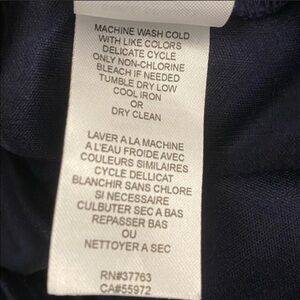 MACHINE WASH COLD
WITH LIKE COLORS
DELICATE CYCLE
ONLY NON-CHLORINE
BLEACH IF NEEDED
TUMBLE DRY LOW
COOL IRON
OR
DRY CLEAN
LAVER A LA MACHINE
A L'EAU FROIDE AVEC
COULEURS SIMILAIRES
CYCLE DELLICAT
BLANCHIR SANS CHLORE
SI NECESSAIRE
CULBUTER SEC A BAS
REPASSER BAS
OU
NETTOYER A SEC
RN#37763
CA#55972